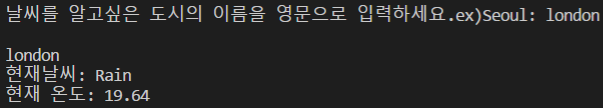 날씨를 알고싶은 도시의 이름을 영문으로 입력하세요.ex)Seoul: london
london
현재날씨: Rain
현재 온도: 19.64